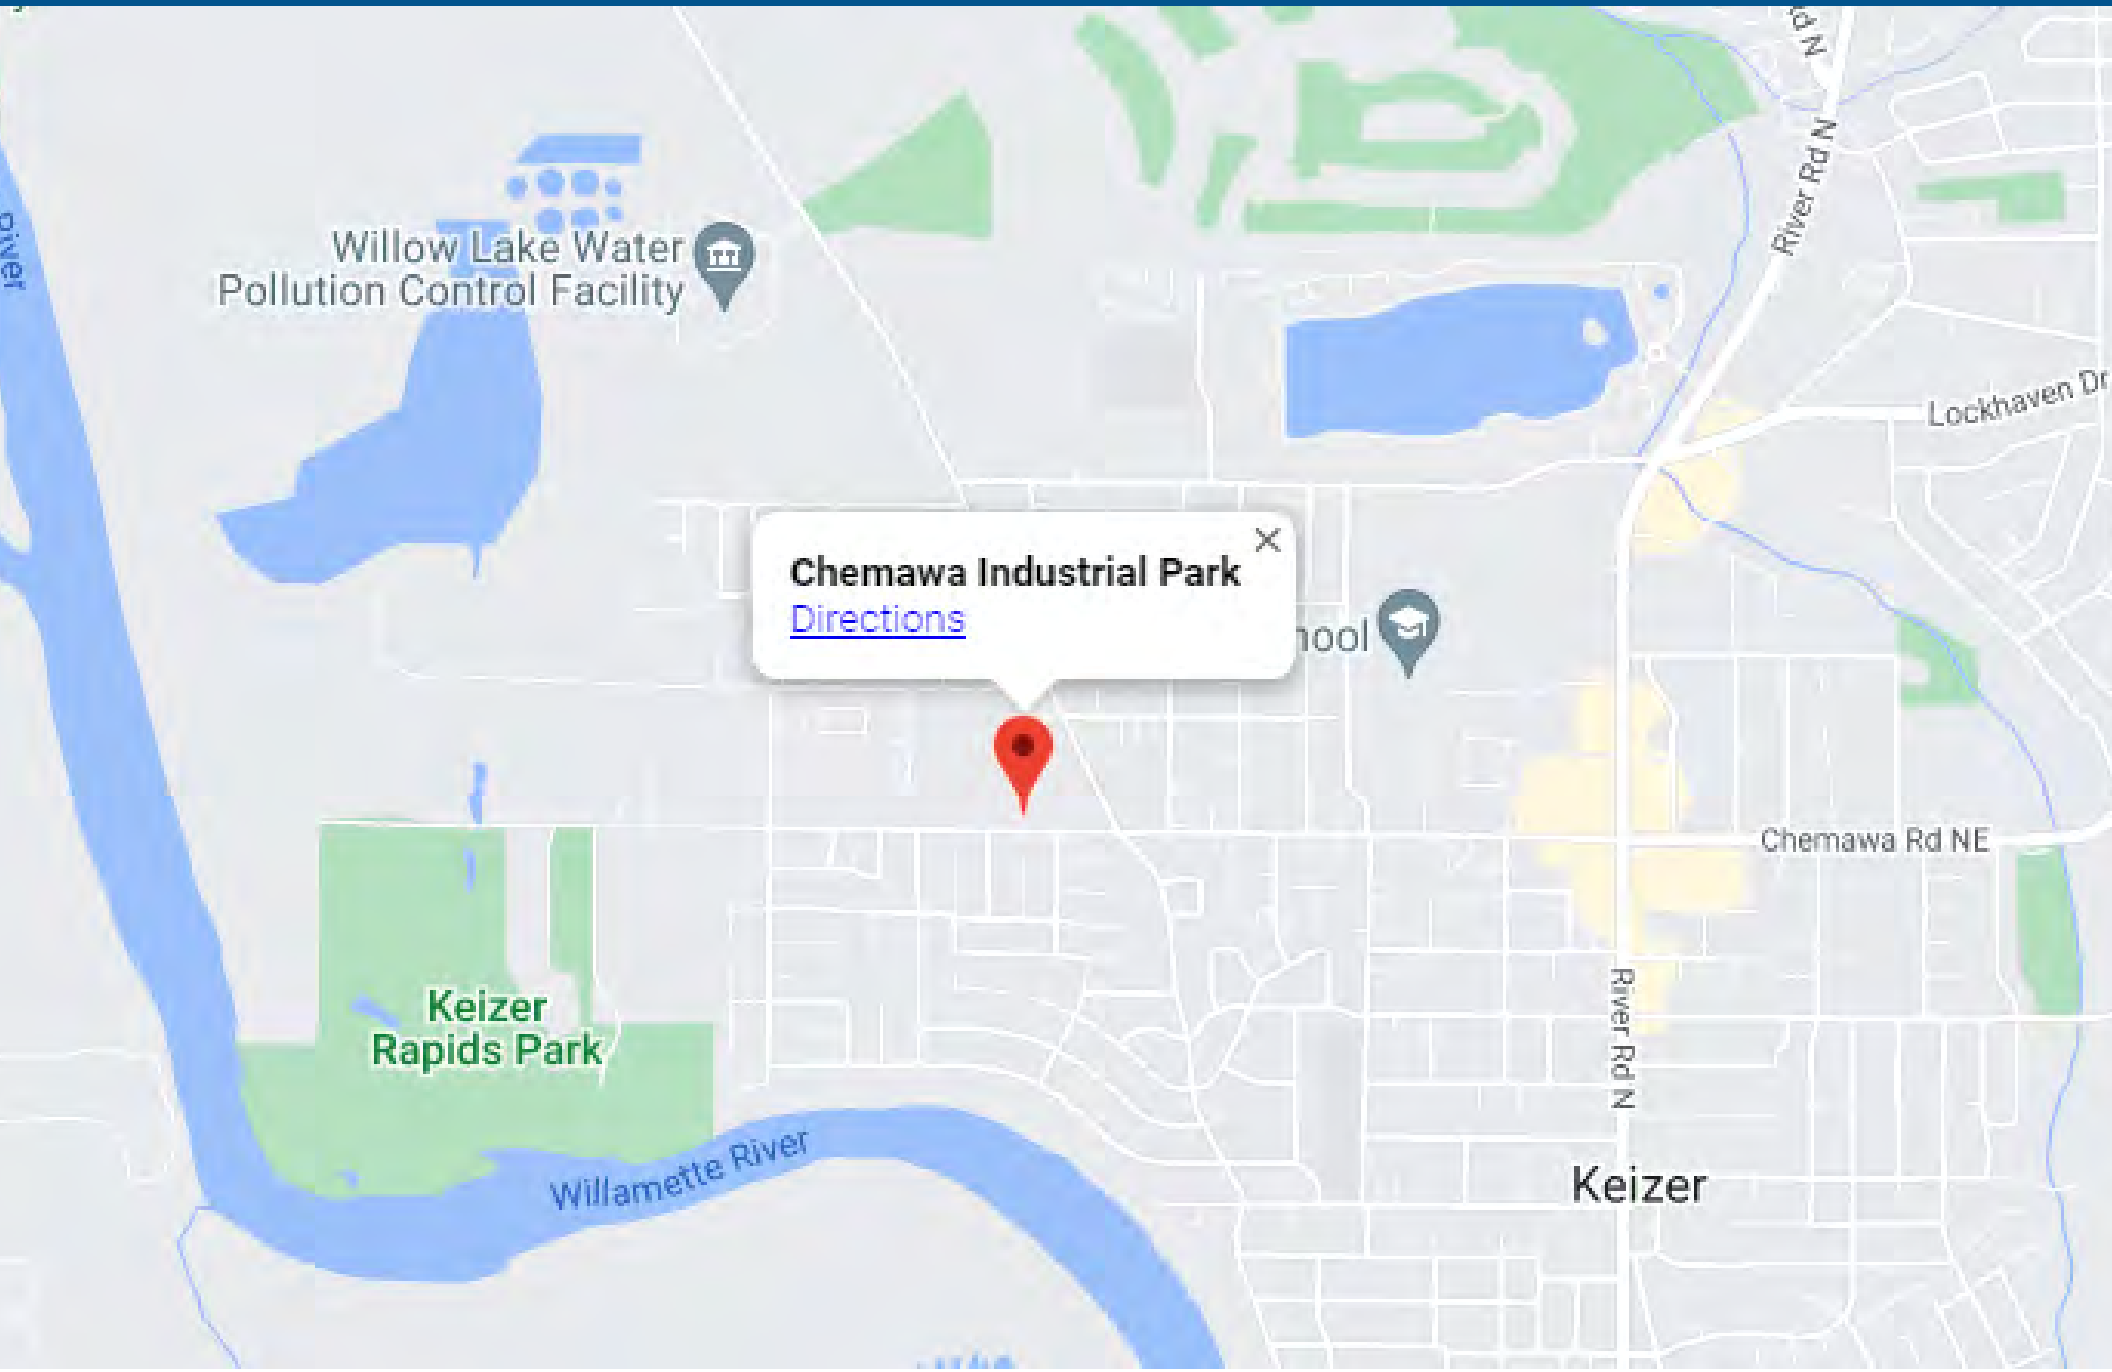 River
Willow Lake Water
Pollution Control Facility
River Rd N
Lockhaven Dr
Chemawa Industrial Park
Directions
Chemawa Rd NE
Keizer
Rapids Park
River Rd N
Willamette River
Keizer